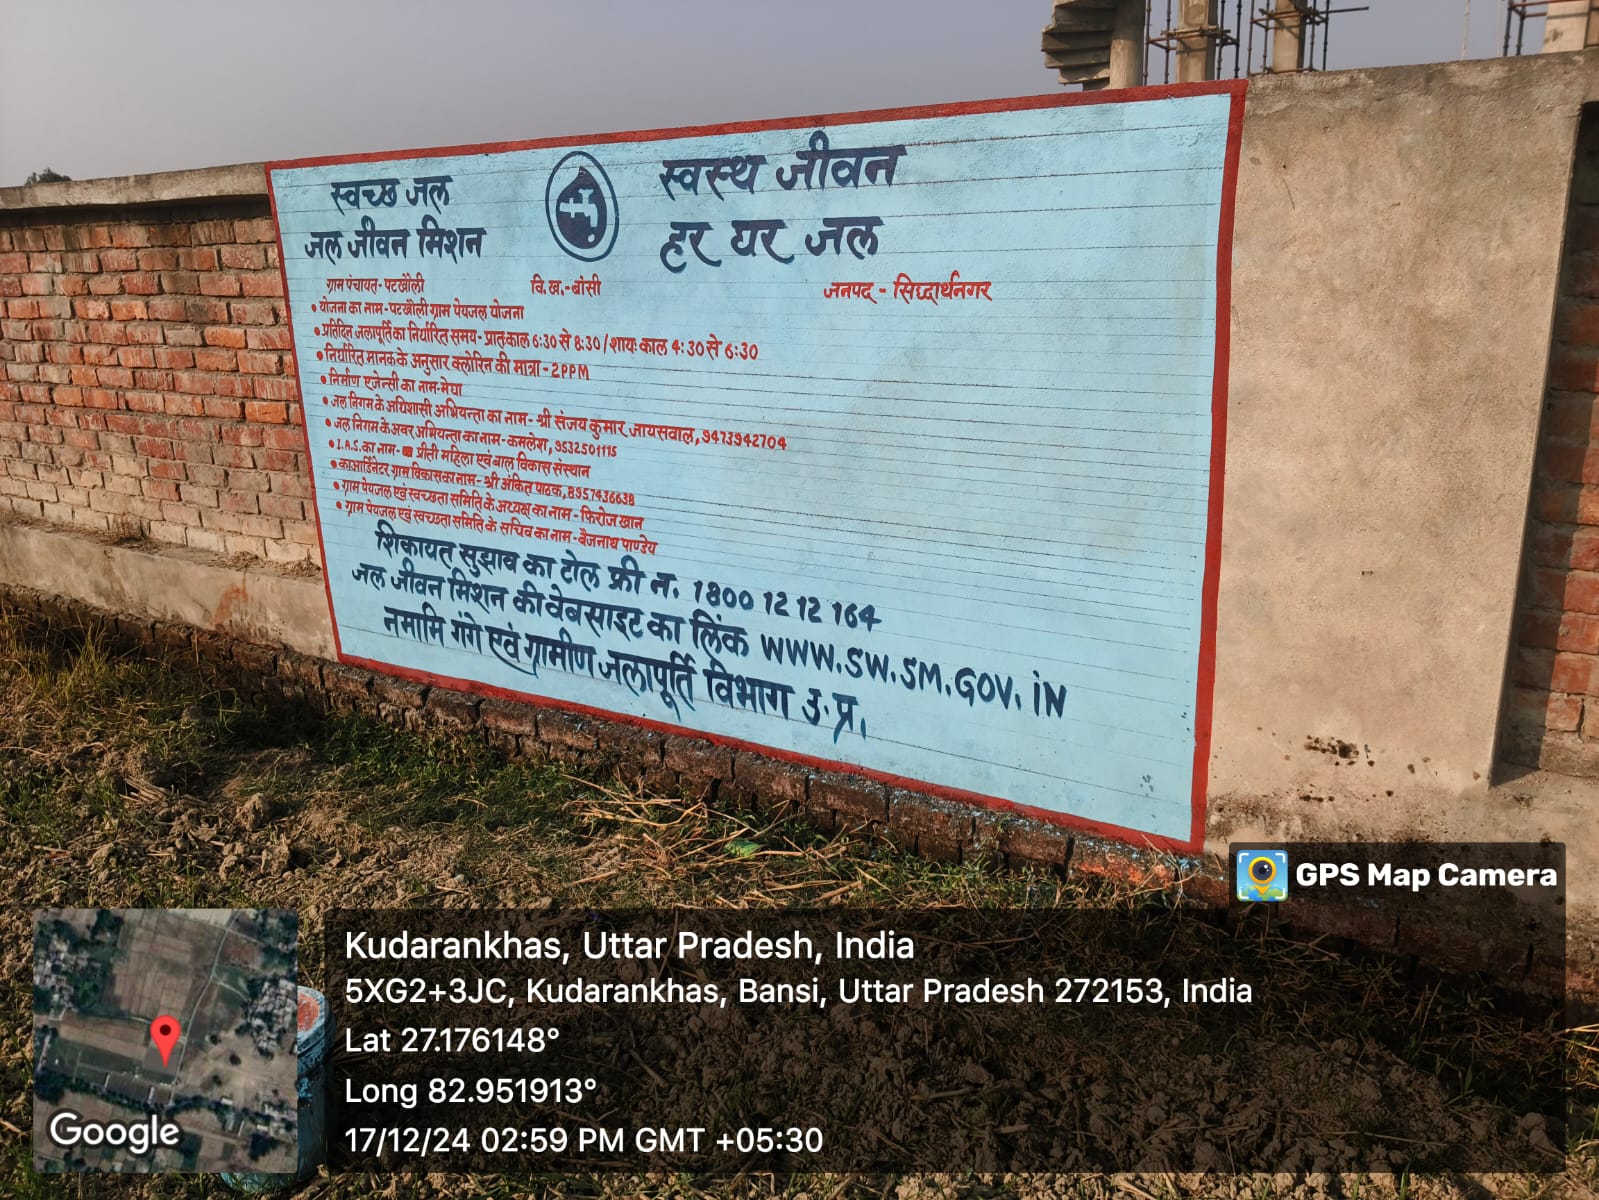 स्वच्छ जल
जल जीवन मिशन
स्वस्थ जीवन
हर घर जल
ग्राम पंचायत- पटखौली वि.ख.-बांसी जनपद - सिद्धार्थनगर
• योजना का नाम-पटखौली ग्राम पेयजल योजना
• प्रतिदिन जलापूर्ति का निर्धारित समय- प्रातःकाल 6:30 से 8:30 / शायः काल 4:30 से 6:30
• निर्धारित मानक के अनुसार क्लोरिन की मात्रा - 2PPM
• निर्माण एजेन्सी का नाम-मेघा
• जल निगम के अधिशासी अभियन्ता का नाम- श्री संजय कुमार जायसवाल, 9473942704
• जल निगम के अवर अभियन्ता का नाम- कमलेश, 9532501115
• I.A.S. का नाम- प्रीती महिला एवं बाल विकास संस्थान
• काआर्डिनेटर ग्राम विकास का नाम- श्री अंकित पाठक, 8957436638
• ग्राम पेयजल एवं स्वच्छता समिति के अध्यक्ष का नाम - फिरोज खान
• ग्राम पेयजल एवं स्वच्छता समिति के सचिव का नाम - बैजनाथ पाण्डेय
शिकायत सुझाव का टोल फ्री न. 1800 12 12 164
जल जीवन मिशन की वेबसाइट का लिंक WWW.SW.SM.GOV.iN
नमामि गंगे एवं ग्रामीण जलापूर्ति विभाग उ.प्र.
GPS Map Camera
Kudarankhas, Uttar Pradesh, India
5XG2+3JC, Kudarankhas, Bansi, Uttar Pradesh 272153, India
Lat 27.176148°
Long 82.951913°
17/12/24 02:59 PM GMT +05:30
Google